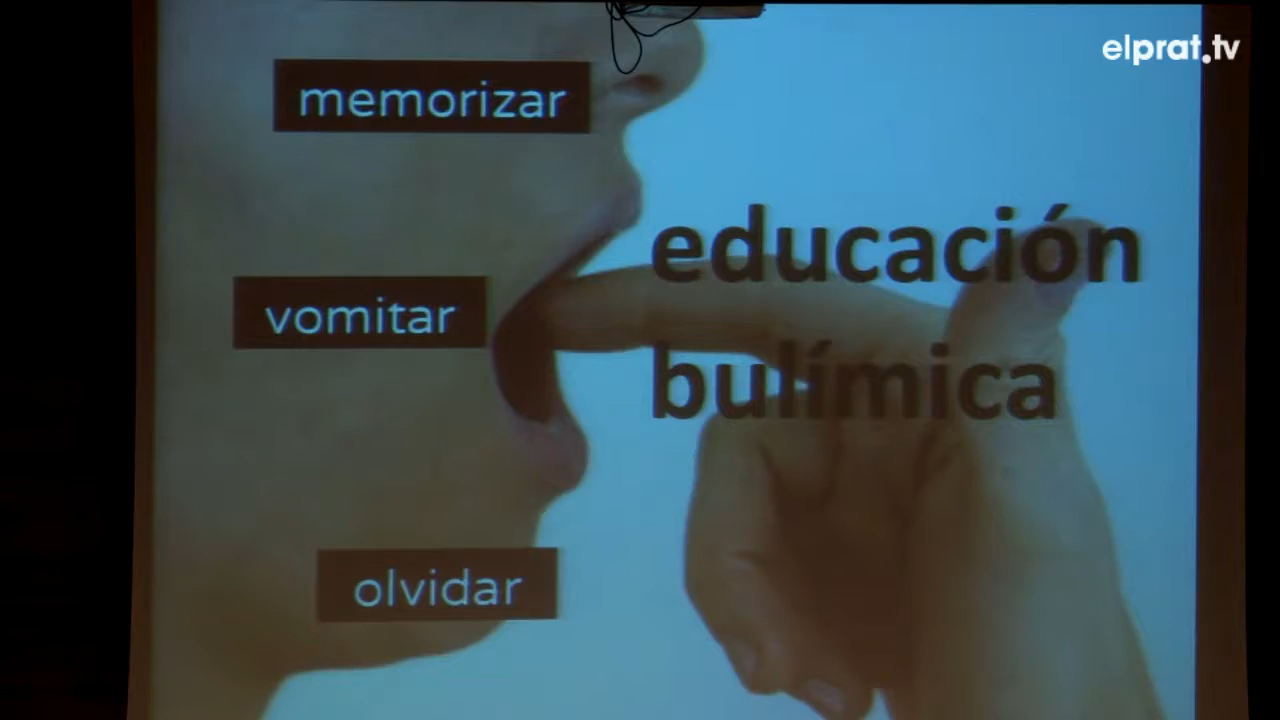 elprat.tv
memorizar
educación
vomitar
bulímica
olvidar